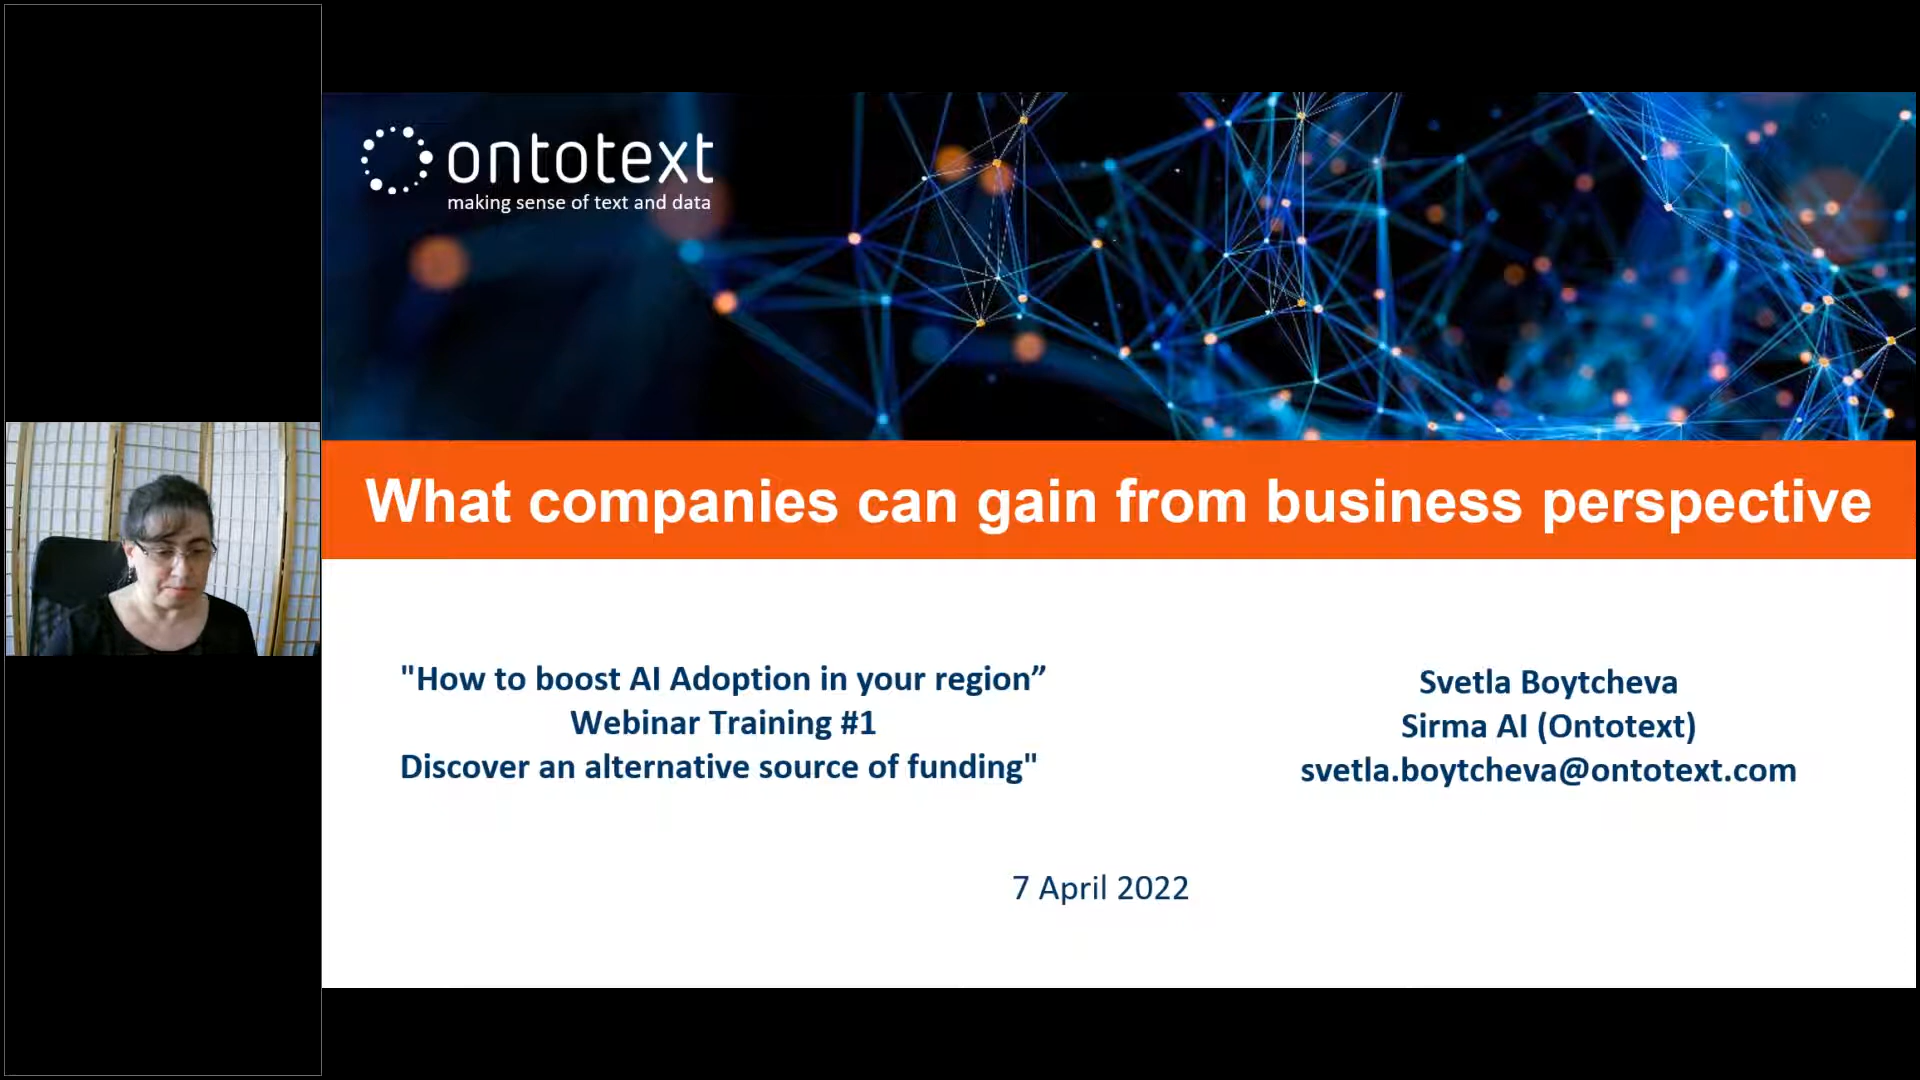 ontotext
making sense of text and data
What companies can gain from business perspective
"How to boost AI Adoption in your region”
Webinar Training #1
Discover an alternative source of funding"
Svetla Boytcheva
Sirma AI (Ontotext)
svetla.boytcheva@ontotext.com
7 April 2022